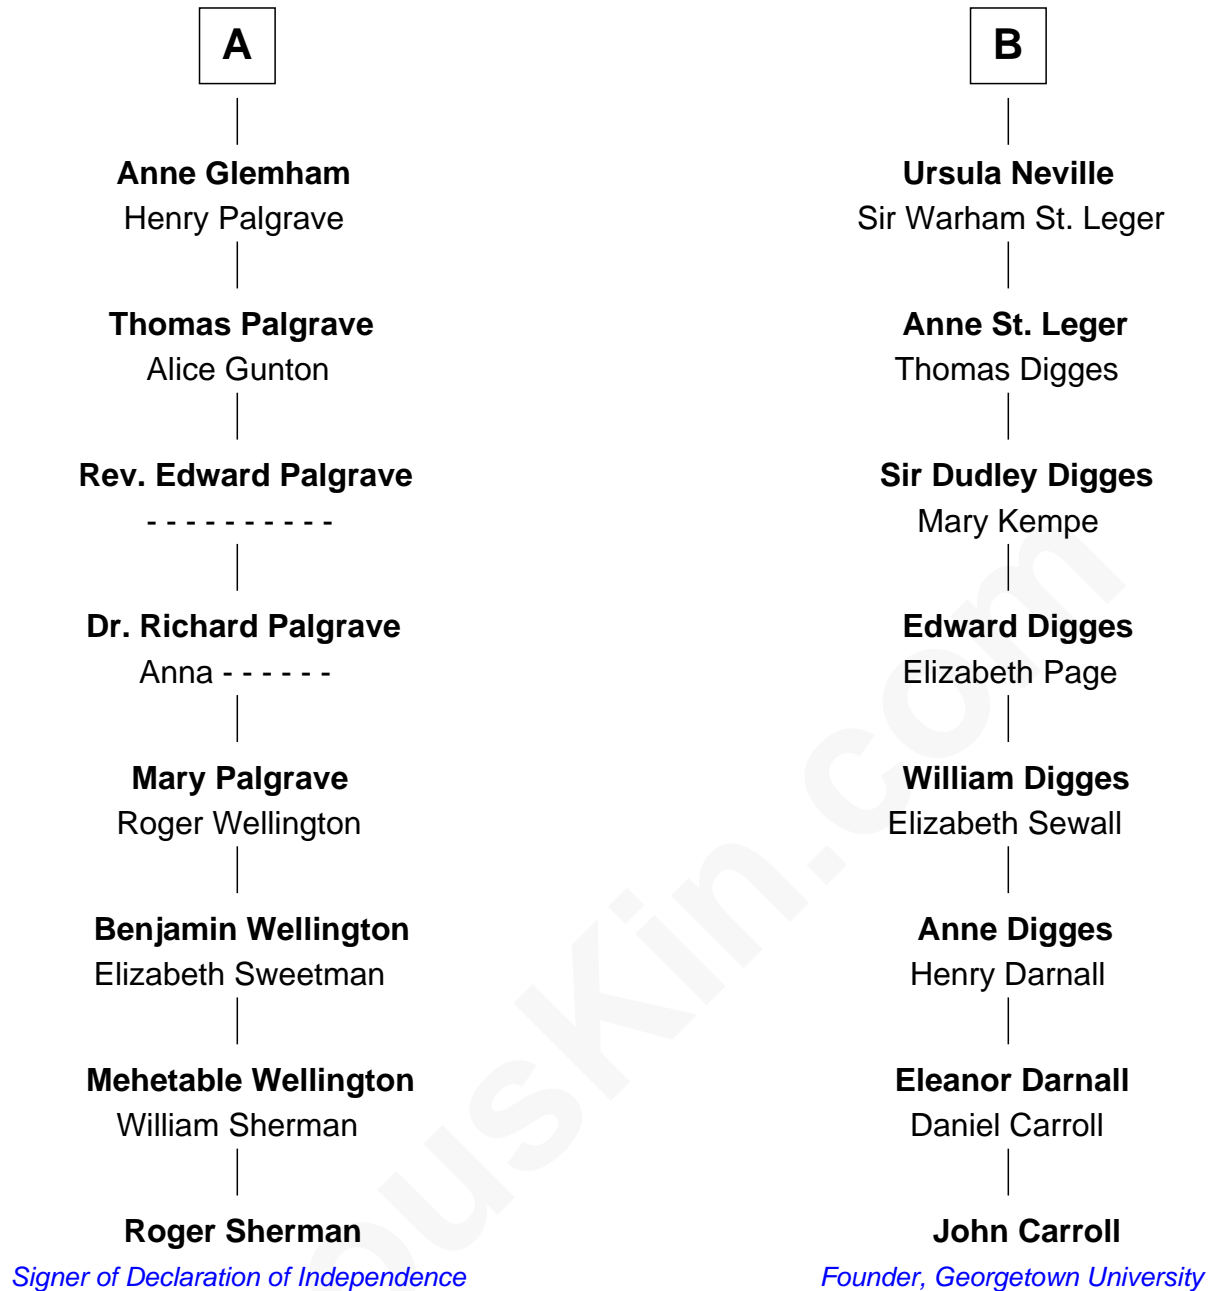 A
Anne Glemham
Henry Palgrave
Thomas Palgrave
Alice Gunton
Rev. Edward Palgrave
- - - - - - - - - -
Dr. Richard Palgrave
Anna - - - - - -
Mary Palgrave
Roger Wellington
Benjamin Wellington
Elizabeth Sweetman
Mehetable Wellington
William Sherman
Roger Sherman
Signer of Declaration of Independence
B
Ursula Neville
Sir Warham St. Leger
Anne St. Leger
Thomas Digges
Sir Dudley Digges
Mary Kempe
Edward Digges
Elizabeth Page
William Digges
Elizabeth Sewall
Anne Digges
Henry Darnall
Eleanor Darnall
Daniel Carroll
John Carroll
Founder, Georgetown University
ousKin.com